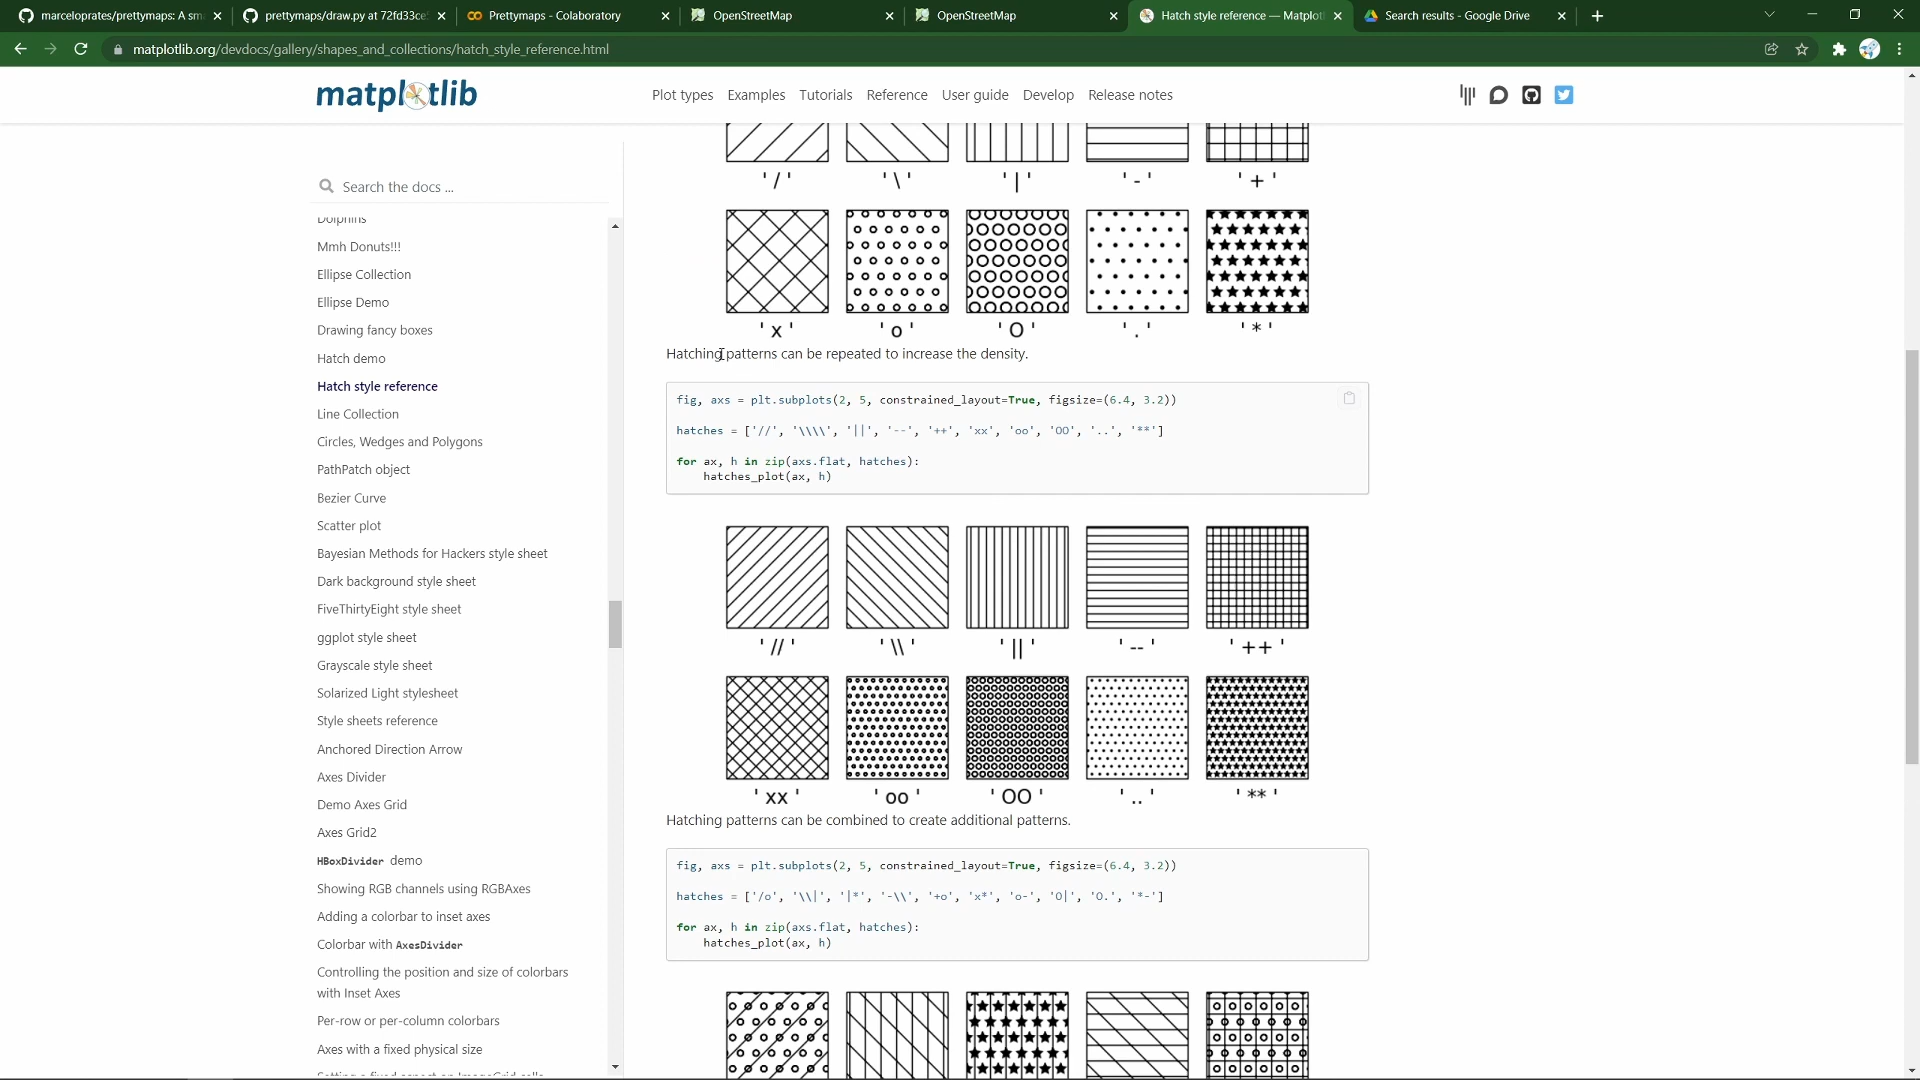 marceloprates/prettymaps: A sm
prettymaps/draw.py at 72fd33ce
Prettymaps - Colaboratory
OpenStreetMap
OpenStreetMap
Hatch style reference — Matplotl
Search results - Google Drive
matplotlib.org/devdocs/gallery/shapes_and_collections/hatch_style_reference.html
matplotlib
Plot types Examples Tutorials Reference User guide Develop Release notes
Search the docs ...
Dolphins
Mmh Donuts!!!
Ellipse Collection
Ellipse Demo
Drawing fancy boxes
Hatch demo
Hatch style reference
Line Collection
Circles, Wedges and Polygons
PathPatch object
Bezier Curve
Scatter plot
Bayesian Methods for Hackers style sheet
Dark background style sheet
FiveThirtyEight style sheet
ggplot style sheet
Grayscale style sheet
Solarized Light stylesheet
Style sheets reference
Anchored Direction Arrow
Axes Divider
Demo Axes Grid
Axes Grid2
HBoxDivider demo
Showing RGB channels using RGBAxes
Adding a colorbar to inset axes
Colorbar with AxesDivider
Controlling the position and size of colorbars
with Inset Axes
Per-row or per-column colorbars
Axes with a fixed physical size
' / ' ' \ ' ' | ' ' - ' ' + '
' x ' ' o ' ' O ' ' . ' ' * '
Hatching patterns can be repeated to increase the density.
fig, axs = plt.subplots(2, 5, constrained_layout=True, figsize=(6.4, 3.2))
hatches = ['//', '\\\\', '||', '--', '++', 'xx', 'oo', 'OO', '..', '**']
for ax, h in zip(axs.flat, hatches):
hatches_plot(ax, h)
' // ' ' \\ ' ' || ' ' -- ' ' ++ '
' xx ' ' oo ' ' OO ' ' .. ' ' ** '
Hatching patterns can be combined to create additional patterns.
fig, axs = plt.subplots(2, 5, constrained_layout=True, figsize=(6.4, 3.2))
hatches = ['/o', '\\|', '|*', '-\\', '+o', 'x*', 'o-', 'O|', 'O.', '*-']
for ax, h in zip(axs.flat, hatches):
hatches_plot(ax, h)